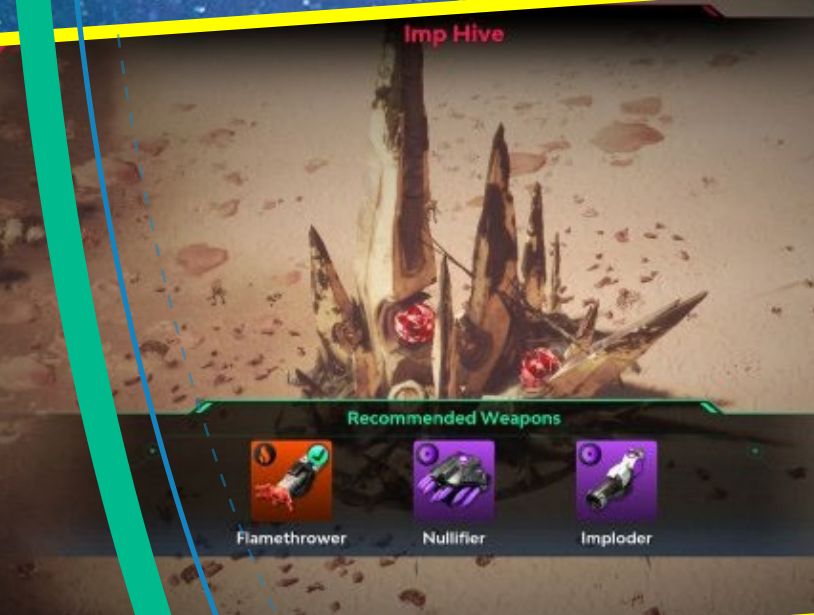 Imp Hive
Recommended Weapons
Flamethrower
Nullifier
Imploder